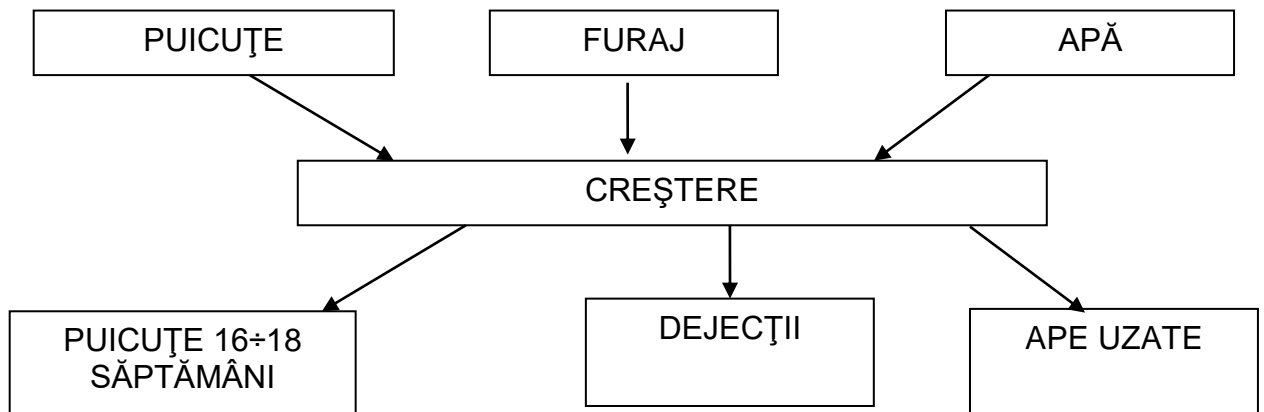 PUICUŢE
FURAJ
APĂ
CREŞTERE
PUICUŢE 16÷18
SĂPTĂMÂNI
DEJECŢII
APE UZATE